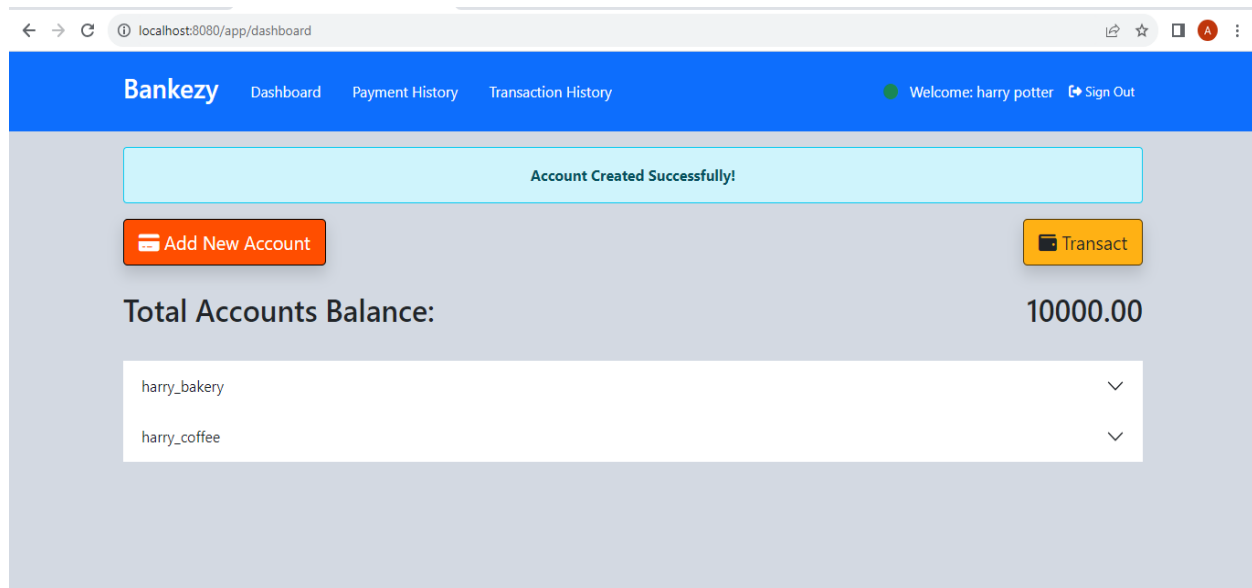 localhost:8080/app/dashboard
A
Bankezy Dashboard Payment History Transaction History Welcome: harry potter Sign Out
Account Created Successfully!
Add New Account Transact
Total Accounts Balance: 10000.00
harry_bakery
harry_coffee